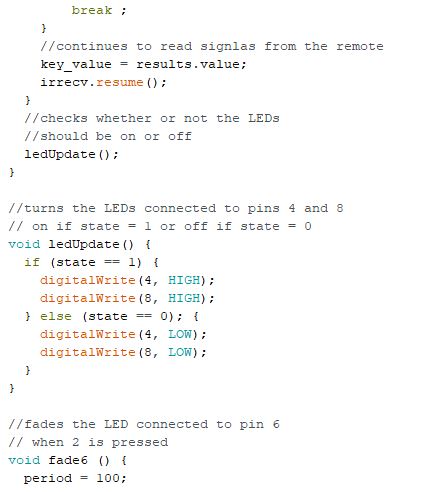 break ;
}
//continues to read signlas from the remote
key_value = results.value;
irrecv.resume();
}
//checks whether or not the LEDs
//should be on or off
ledUpdate();
}
//turns the LEDs connected to pins 4 and 8
// on if state = 1 or off if state = 0
void ledUpdate() {
if (state == 1) {
digitalWrite(4, HIGH);
digitalWrite(8, HIGH);
} else (state == 0); {
digitalWrite(4, LOW);
digitalWrite(8, LOW);
}
}
//fades the LED connected to pin 6
// when 2 is pressed
void fade6 () {
period = 100;